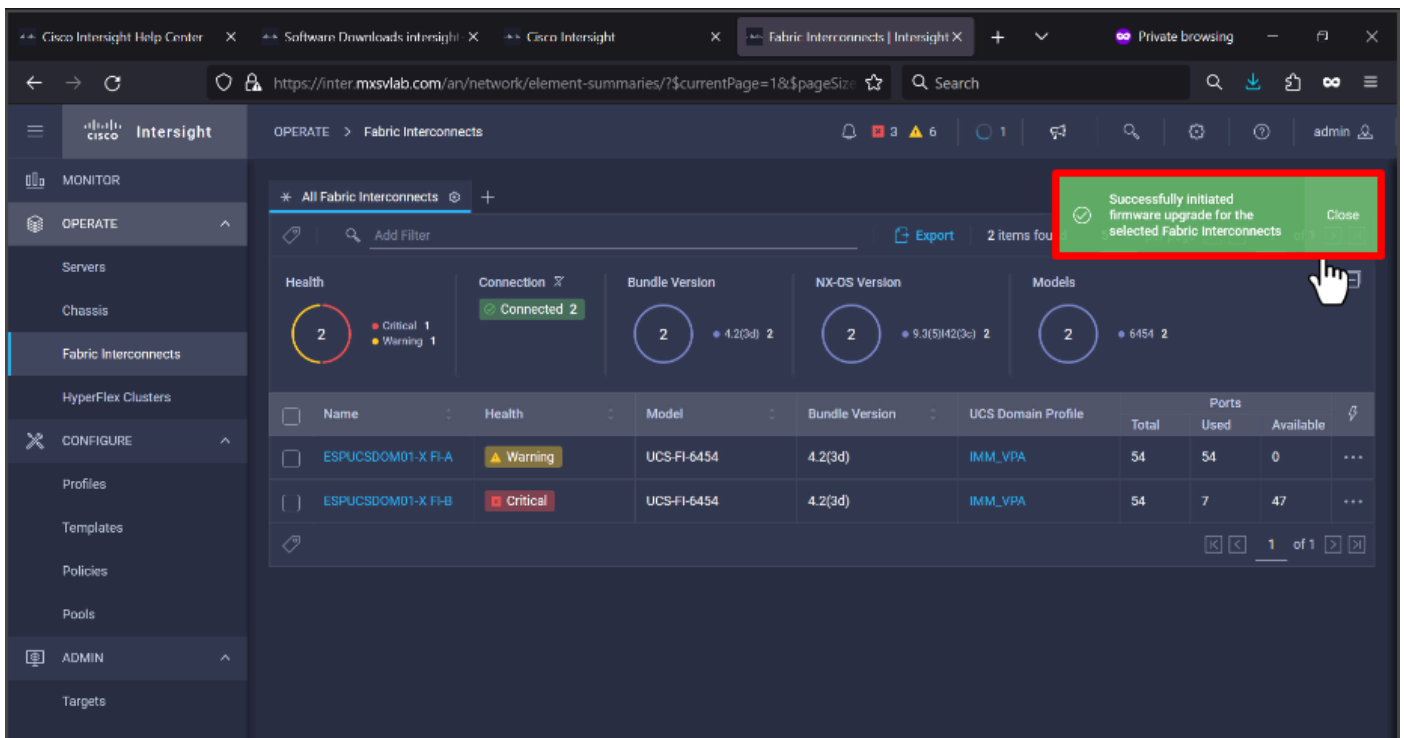 Cisco Intersight Help Center
Software Downloads intersight
Cisco Intersight
Fabric Interconnects | Intersight
Private browsing
https://inter.mxsvlab.com/an/network/element-summaries/?$currentPage=1&$pageSize
Search
cisco Intersight
OPERATE > Fabric Interconnects
3 6
1
admin
MONITOR
OPERATE
Servers
Chassis
Fabric Interconnects
HyperFlex Clusters
CONFIGURE
Profiles
Templates
Policies
Pools
ADMIN
Targets
All Fabric Interconnects
Successfully initiated
firmware upgrade for the
selected Fabric Interconnects
Close
Add Filter
Export
2 items
Health
2
Critical 1
Warning 1
Connection
Connected 2
Bundle Version
2
4.2(3d) 2
NX-OS Version
2
9.3(5)I42(3c) 2
Models
2
6454 2
Name Health Model Bundle Version UCS Domain Profile Ports
Total Used Available
ESPUCSDOM01-X FI-A Warning UCS-FI-6454 4.2(3d) IMM_VPA 54 54 0
ESPUCSDOM01-X FI-B Critical UCS-FI-6454 4.2(3d) IMM_VPA 54 7 47
1 of 1